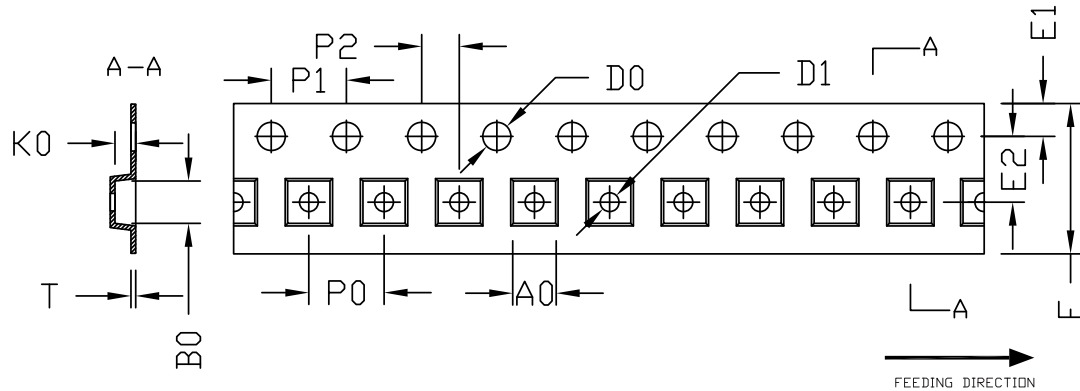 P2
A-A
P1
D0
D1
A
E1
K0
E2
T
P0
A0
A
B0
F
FEEDING DIRECTION